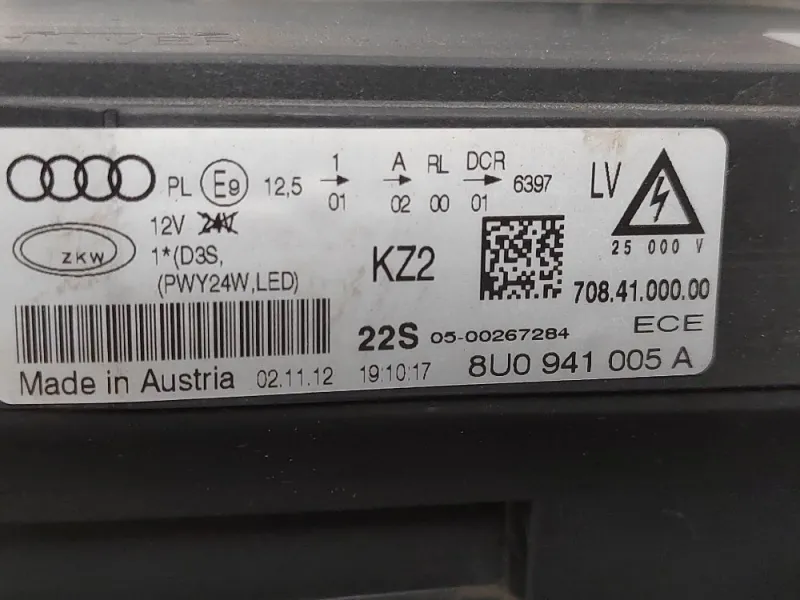 1 A RL DCR
PL E9 12,5 6397 LV
01 02 00 01
12V 24V
ZKW 1*(D3S,
(PWY24W,LED)
KZ2
25 000 V
708.41.000.00
ECE
22S 05-00267284
8U0 941 005 A
Made in Austria 02.11.12 19:10:17